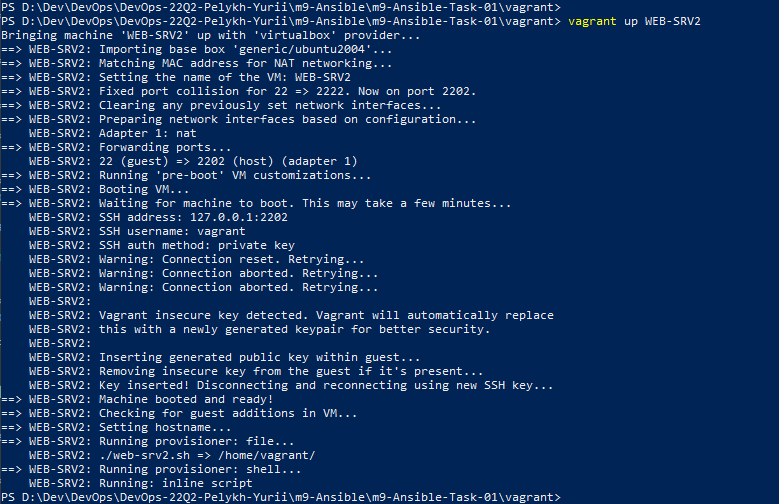 PS D:\Dev\DevOps\DevOps-22Q2-Pelykh-Yurii\m9-Ansible\m9-Ansible-Task-01\vagrant>
PS D:\Dev\DevOps\DevOps-22Q2-Pelykh-Yurii\m9-Ansible\m9-Ansible-Task-01\vagrant> vagrant up WEB-SRV2
Bringing machine 'WEB-SRV2' up with 'virtualbox' provider...
==> WEB-SRV2: Importing base box 'generic/ubuntu2004'...
==> WEB-SRV2: Matching MAC address for NAT networking...
==> WEB-SRV2: Setting the name of the VM: WEB-SRV2
==> WEB-SRV2: Fixed port collision for 22 => 2222. Now on port 2202.
==> WEB-SRV2: Clearing any previously set network interfaces...
==> WEB-SRV2: Preparing network interfaces based on configuration...
    WEB-SRV2: Adapter 1: nat
==> WEB-SRV2: Forwarding ports...
    WEB-SRV2: 22 (guest) => 2202 (host) (adapter 1)
==> WEB-SRV2: Running 'pre-boot' VM customizations...
==> WEB-SRV2: Booting VM...
==> WEB-SRV2: Waiting for machine to boot. This may take a few minutes...
    WEB-SRV2: SSH address: 127.0.0.1:2202
    WEB-SRV2: SSH username: vagrant
    WEB-SRV2: SSH auth method: private key
    WEB-SRV2: Warning: Connection reset. Retrying...
    WEB-SRV2: Warning: Connection aborted. Retrying...
    WEB-SRV2: Warning: Connection aborted. Retrying...
    WEB-SRV2:
    WEB-SRV2: Vagrant insecure key detected. Vagrant will automatically replace
    WEB-SRV2: this with a newly generated keypair for better security.
    WEB-SRV2:
    WEB-SRV2: Inserting generated public key within guest...
    WEB-SRV2: Removing insecure key from the guest if it's present...
    WEB-SRV2: Key inserted! Disconnecting and reconnecting using new SSH key...
==> WEB-SRV2: Machine booted and ready!
==> WEB-SRV2: Checking for guest additions in VM...
==> WEB-SRV2: Setting hostname...
==> WEB-SRV2: Running provisioner: file...
    WEB-SRV2: ./web-srv2.sh => /home/vagrant/
==> WEB-SRV2: Running provisioner: shell...
    WEB-SRV2: Running: inline script
PS D:\Dev\DevOps\DevOps-22Q2-Pelykh-Yurii\m9-Ansible\m9-Ansible-Task-01\vagrant>